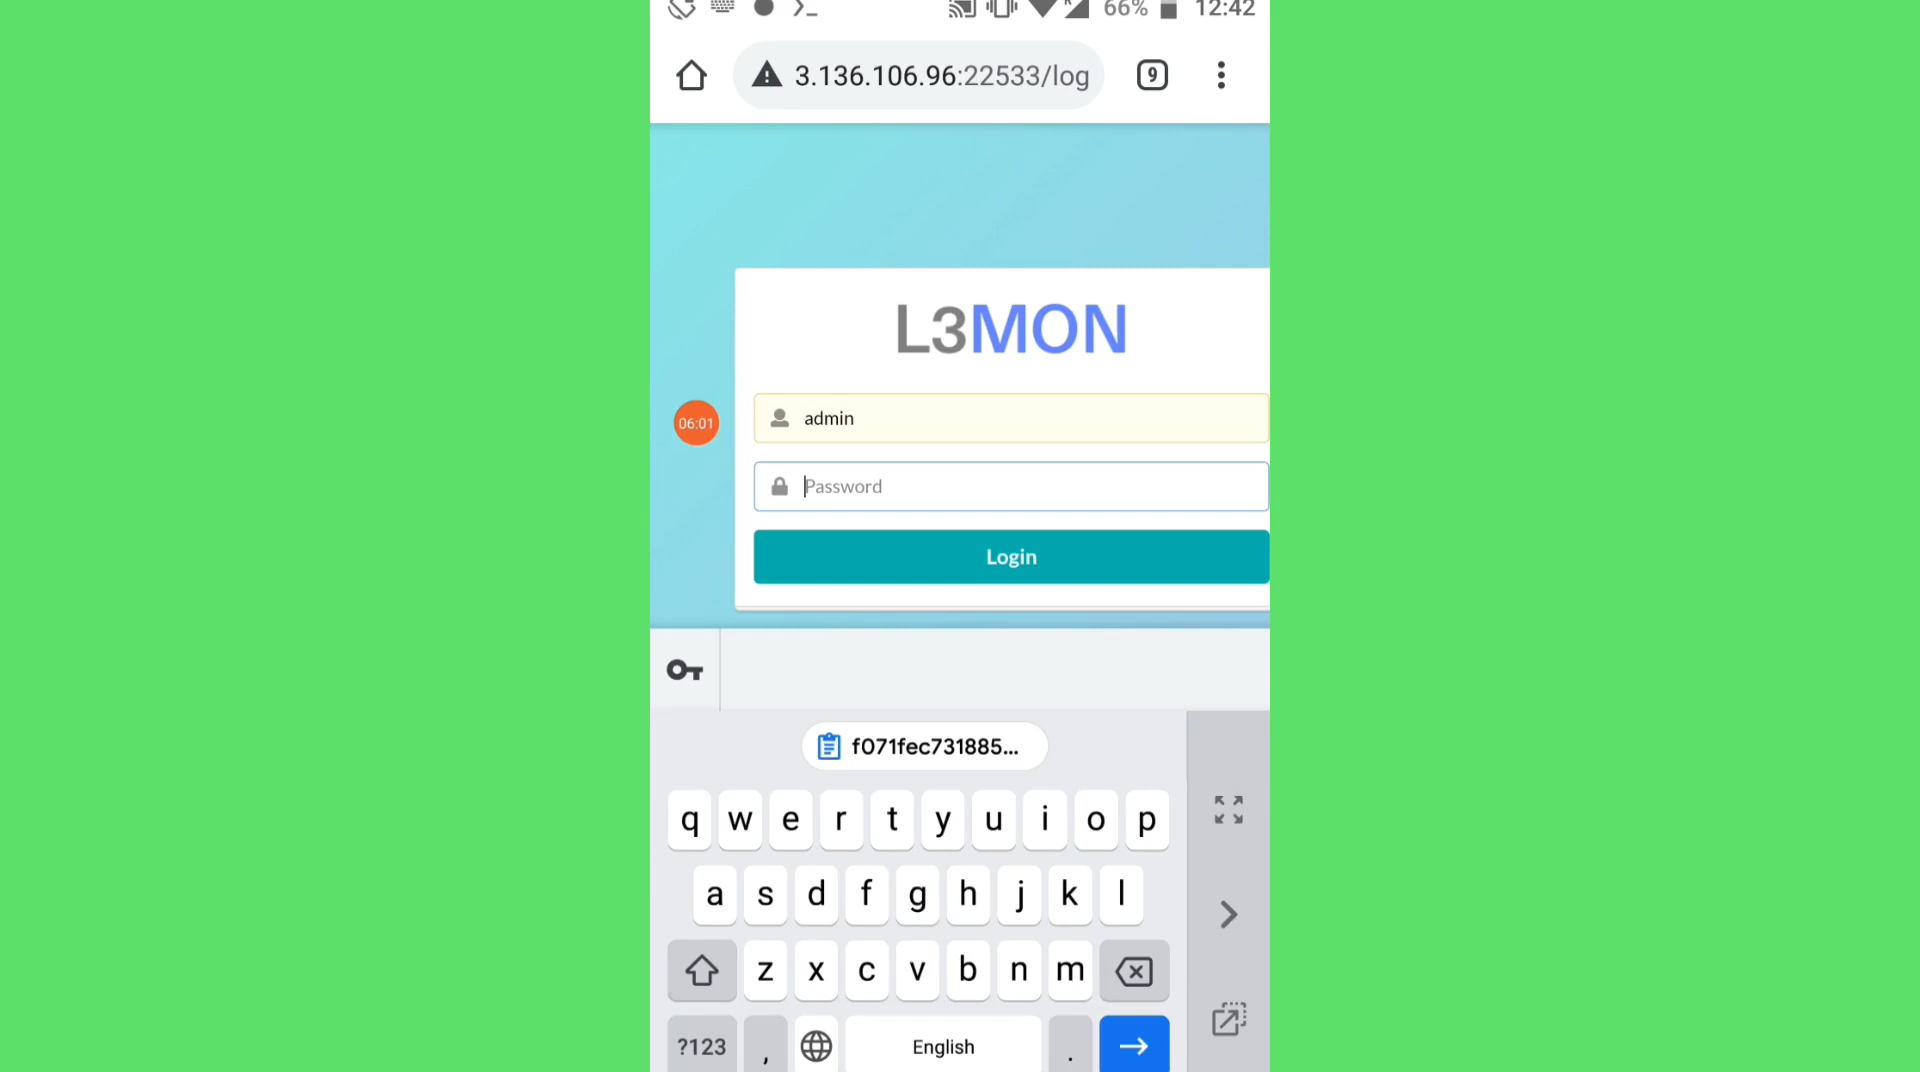 66% 12:42
3.136.106.96:22533/log
9
L3MON
admin
06:01
Password
Login
f071fec731885...
q w e r t y u i o p
a s d f g h j k l
z x c v b n m
?123 , English .